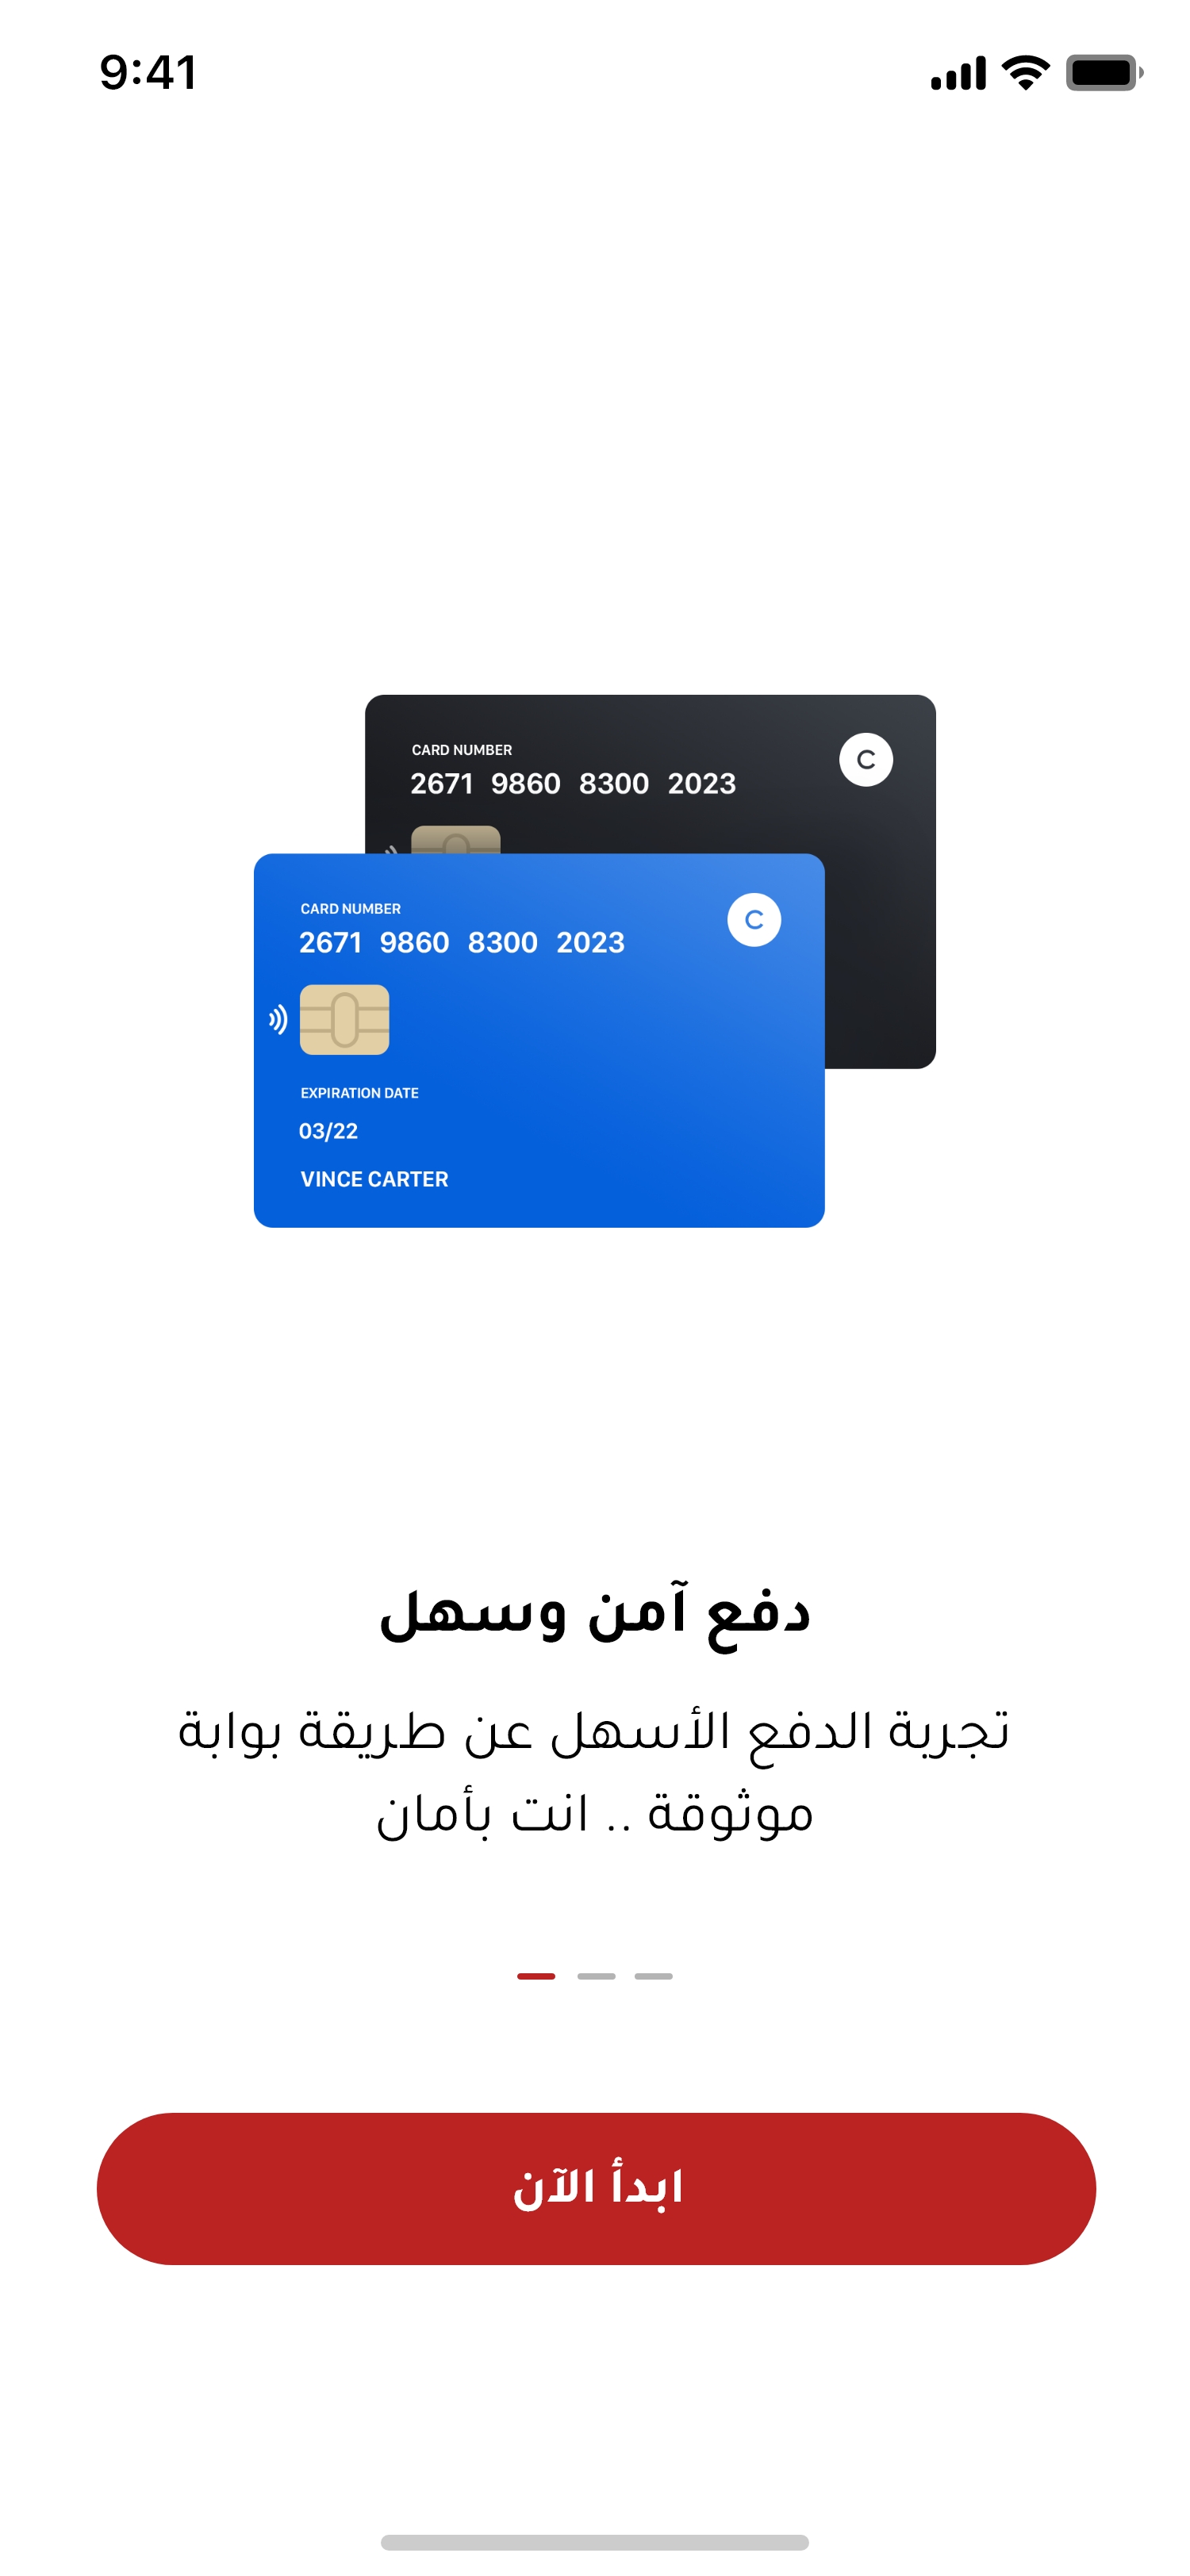 9:41
CARD NUMBER
2671 9860 8300 2023
C
CARD NUMBER
2671 9860 8300 2023
C
EXPIRATION DATE
03/22
VINCE CARTER
دفع آمن وسهل
تجربة الدفع الأسهل عن طريقة بوابة
موثوقة .. انت بأمان
ابدأ الآن